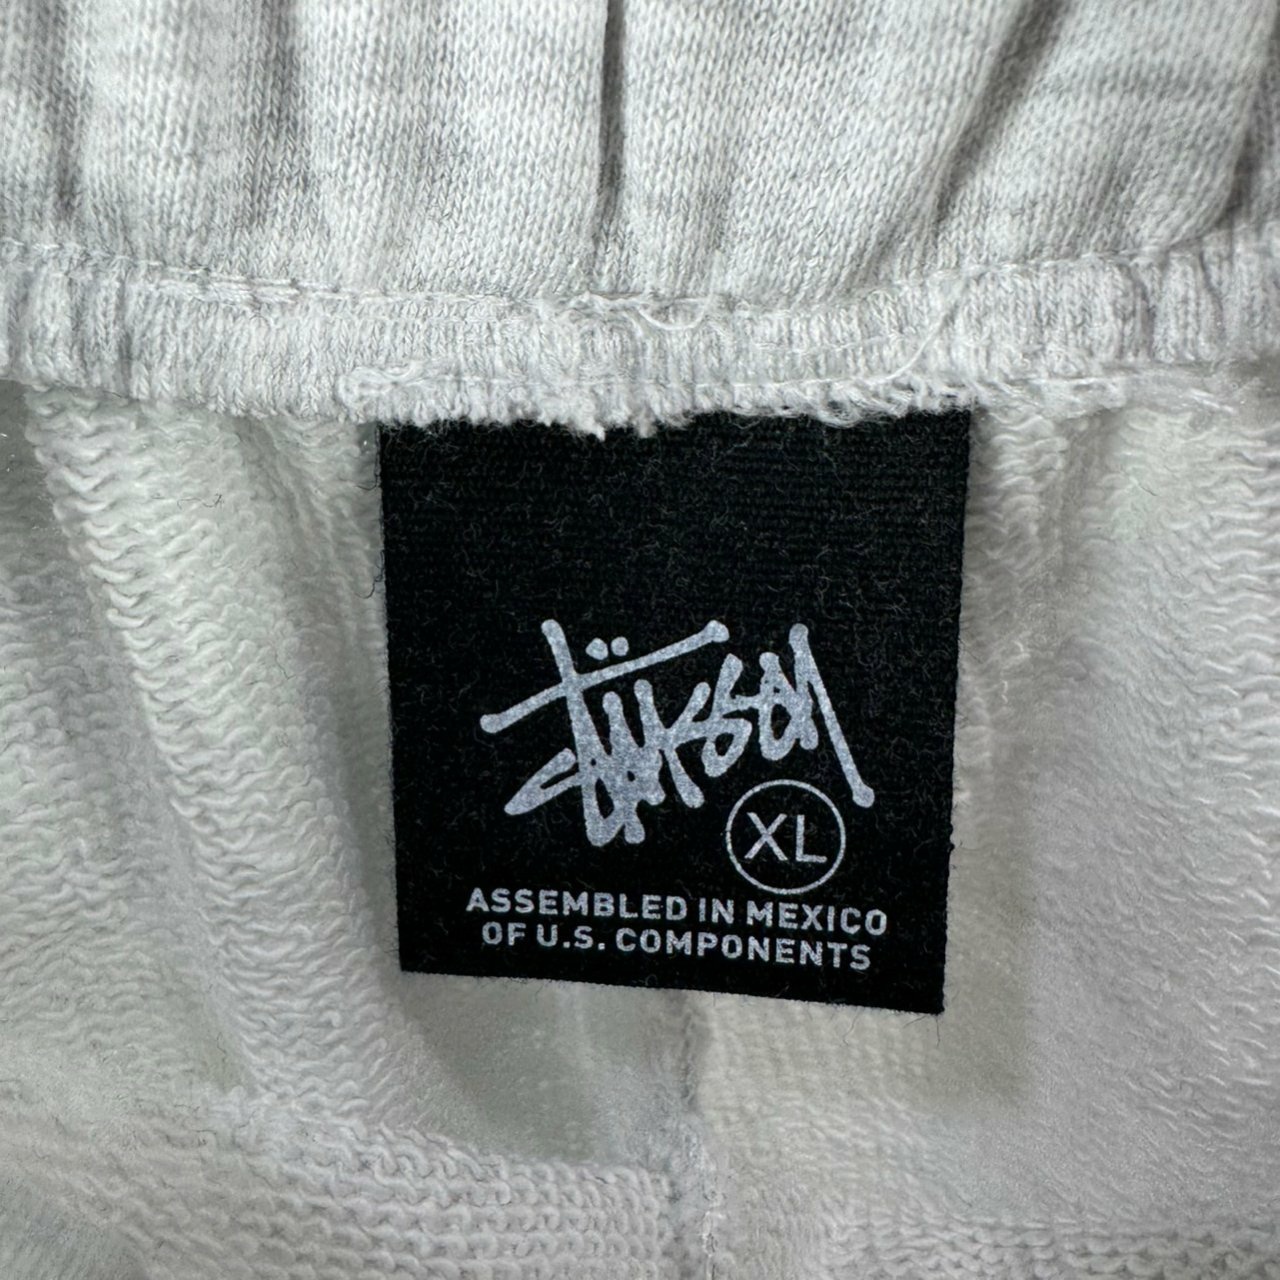 Stüssy
XL
ASSEMBLED IN MEXICO
OF U.S. COMPONENTS